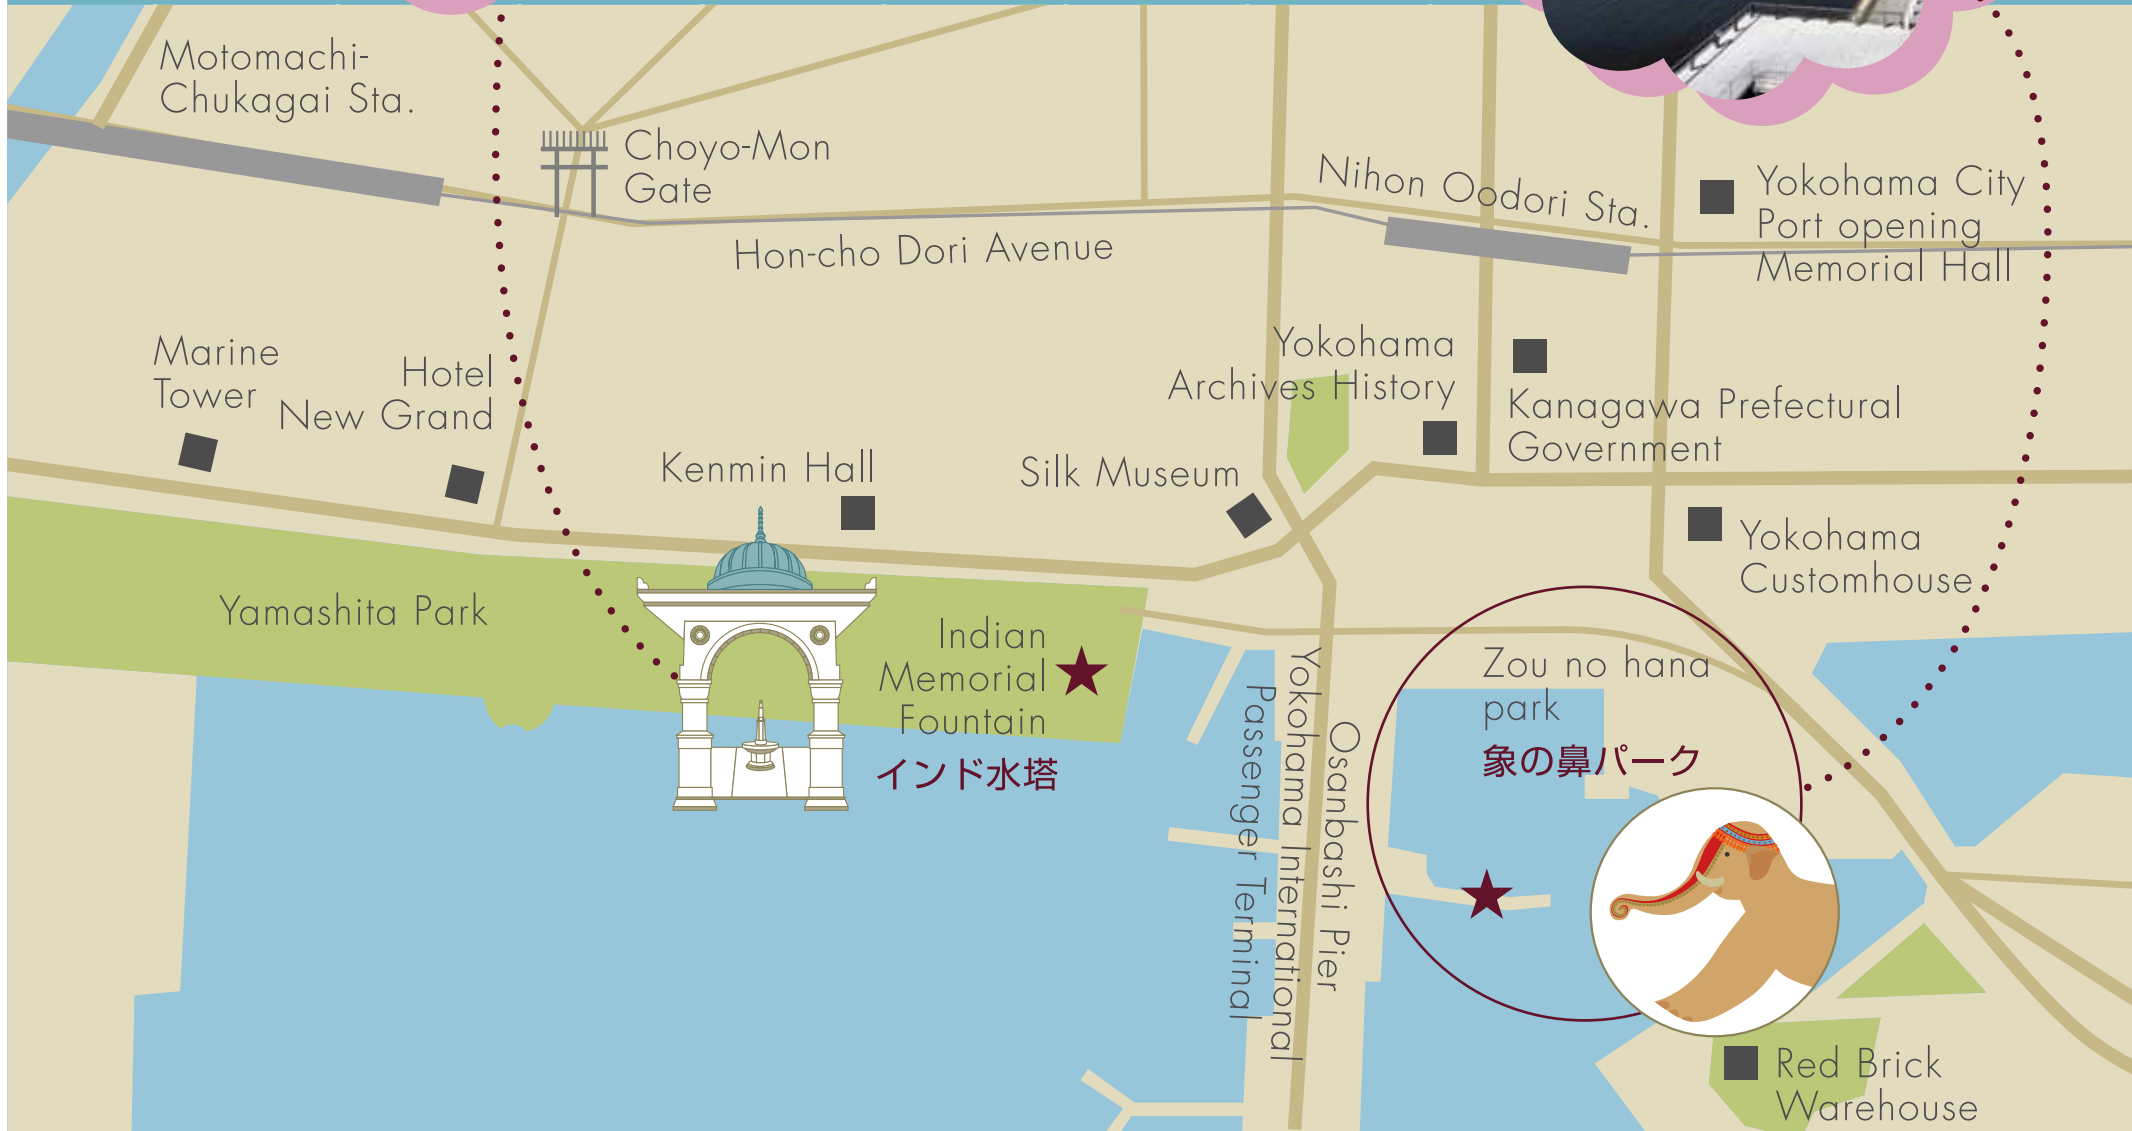 Motomachi-
Chukagai Sta.
Choyo-Mon
Gate
Nihon Oodori Sta.
Yokohama City
Port opening
Memorial Hall
Hon-cho Dori Avenue
Marine
Tower
Hotel
New Grand
Yokohama
Archives History
Kanagawa Prefectural
Government
Kenmin Hall
Silk Museum
Yokohama
Customhouse
Yamashita Park
Indian
Memorial
Fountain
インド水塔
Osanbashi Pier
Yokohama International
Passenger Terminal
Zou no hana
park
象の鼻パーク
Red Brick
Warehouse